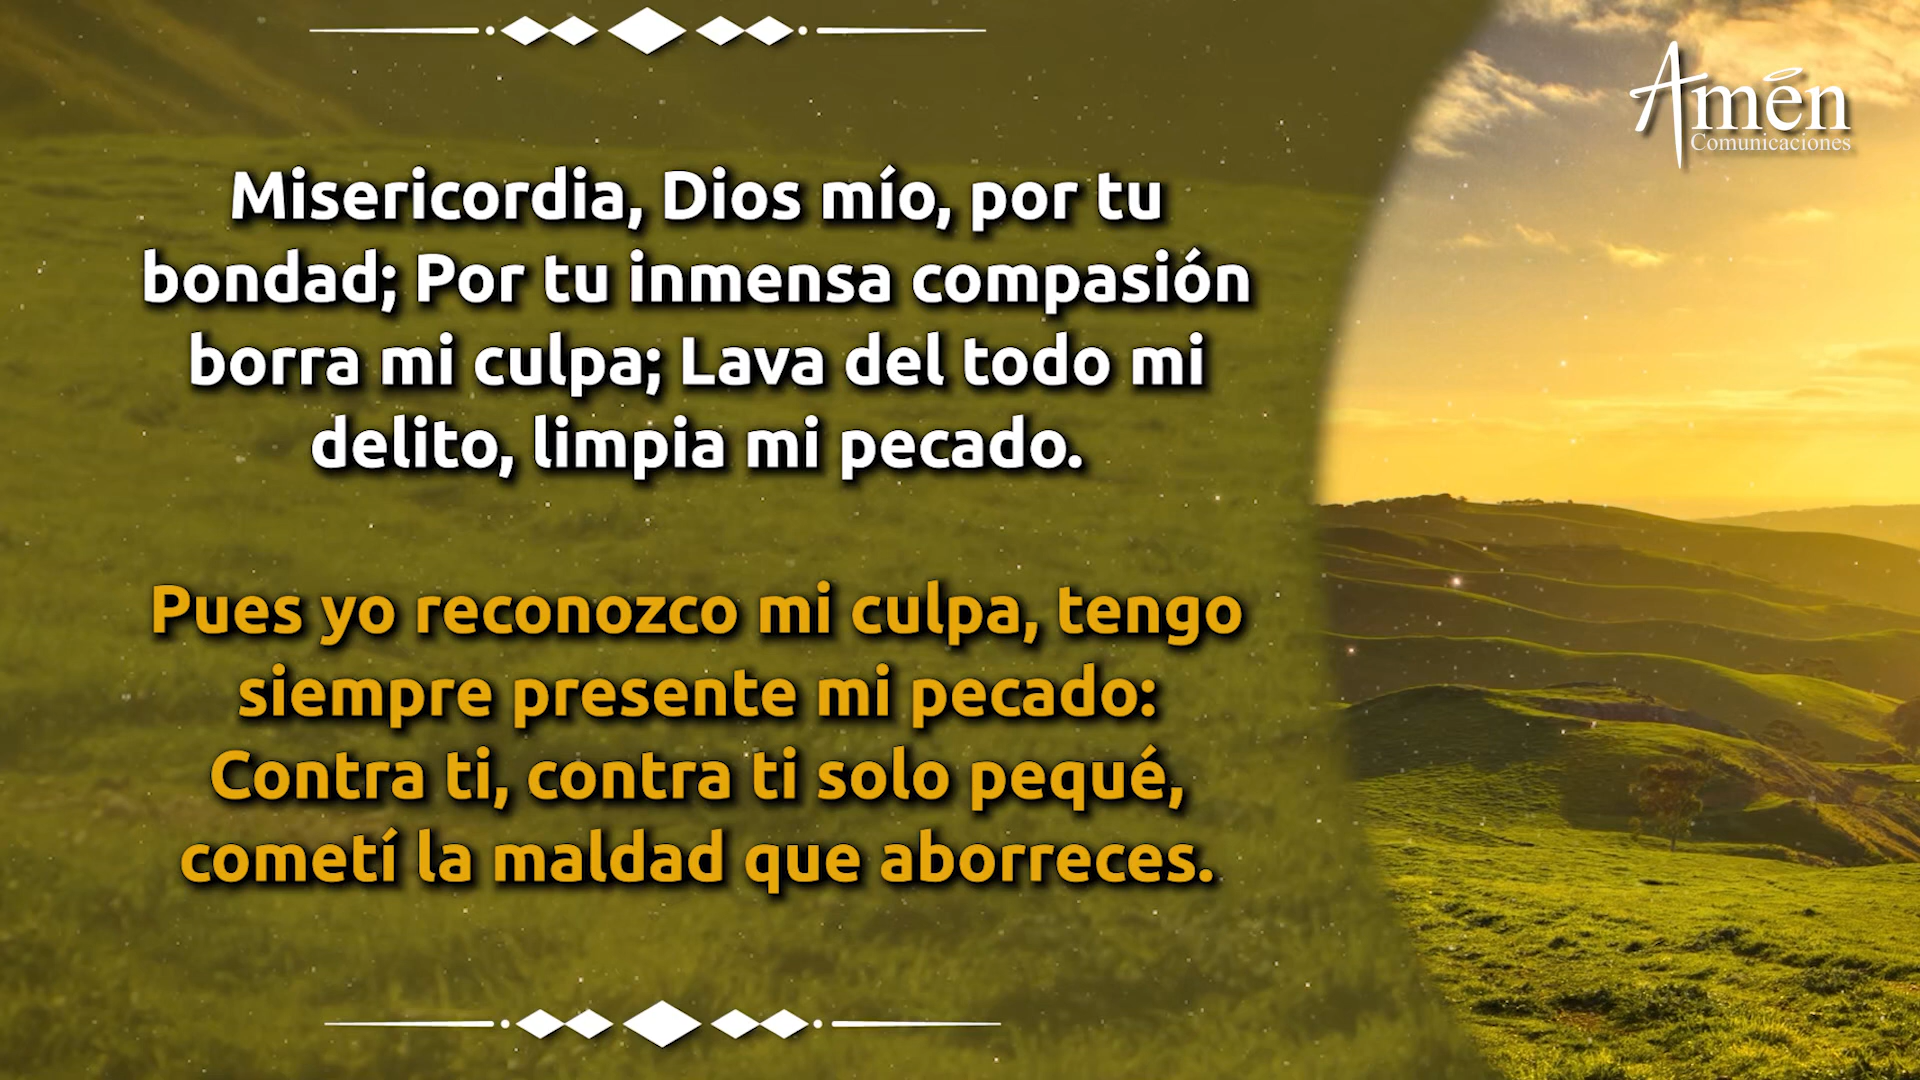 Amén
Comunicaciones
Misericordia, Dios mío, por tu
bondad; Por tu inmensa compasión
borra mi culpa; Lava del todo mi
delito, limpia mi pecado.
Pues yo reconozco mi culpa, tengo
siempre presente mi pecado:
Contra ti, contra ti solo pequé,
cometí la maldad que aborreces.